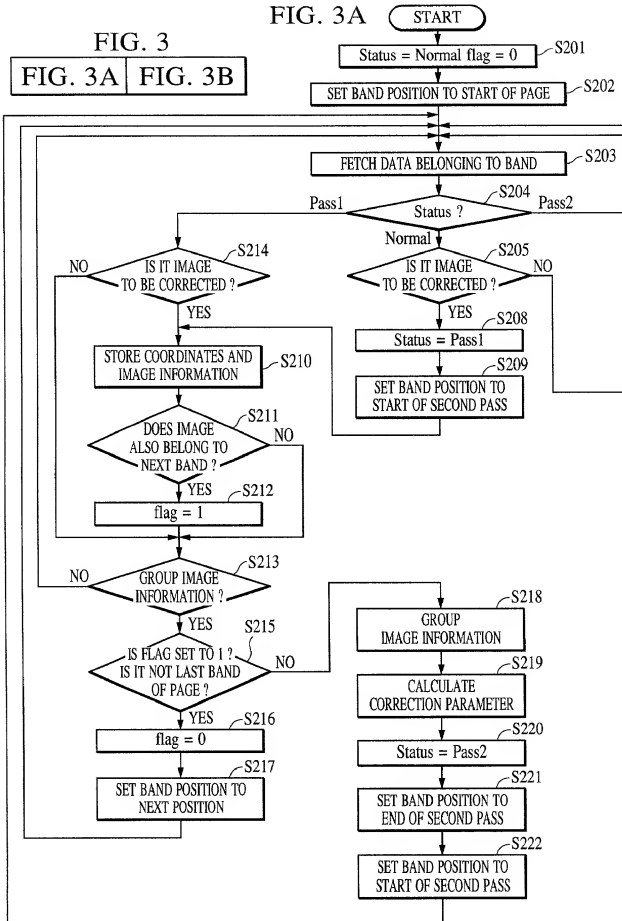 FIG. 3
FIG. 3A FIG. 3B
FIG. 3A
START
Status = Normal flag = 0
S201
SET BAND POSITION TO START OF PAGE
S202
FETCH DATA BELONGING TO BAND
S203
Status ?
S204
Pass1
Pass2
Normal
IS IT IMAGE
TO BE CORRECTED ?
S214
NO
YES
IS IT IMAGE
TO BE CORRECTED ?
S205
NO
YES
Status = Pass1
S208
SET BAND POSITION TO
START OF SECOND PASS
S209
STORE COORDINATES AND
IMAGE INFORMATION
S210
DOES IMAGE
ALSO BELONG TO
NEXT BAND ?
S211
NO
YES
flag = 1
S212
GROUP IMAGE
INFORMATION ?
S213
NO
YES
IS FLAG SET TO 1 ?
IS IT NOT LAST BAND
OF PAGE ?
S215
NO
YES
flag = 0
S216
SET BAND POSITION TO
NEXT POSITION
S217
GROUP
IMAGE INFORMATION
S218
CALCULATE
CORRECTION PARAMETER
S219
Status = Pass2
S220
SET BAND POSITION TO
END OF SECOND PASS
S221
SET BAND POSITION TO
START OF SECOND PASS
S222